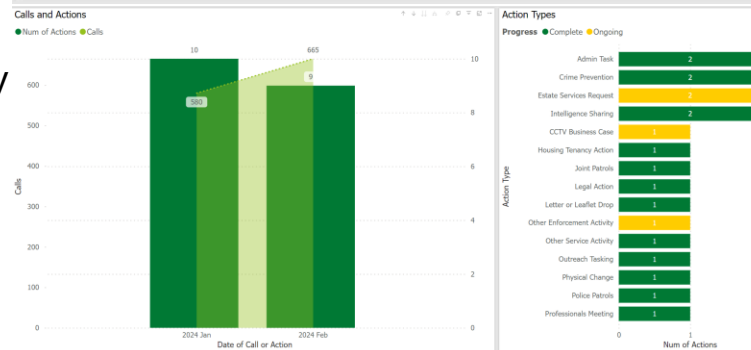 Calls and Actions
Num of Actions Calls
10
665
580
9
600
500
400
300
200
100
0
Calls
10
8
6
4
2
0
2024 Jan
2024 Feb
Date of Call or Action
Action Types
Progress Complete Ongoing
Action Type
Admin Task 2
Crime Prevention 2
Estate Services Request 2
Intelligence Sharing 2
CCTV Business Case 1
Housing Tenancy Action 1
Joint Patrols 1
Legal Action 1
Letter or Leaflet Drop 1
Other Enforcement Activity 1
Other Service Activity 1
Outreach Tasking 1
Physical Change 1
Police Patrols 1
Professionals Meeting 1
0 1
Num of Actions